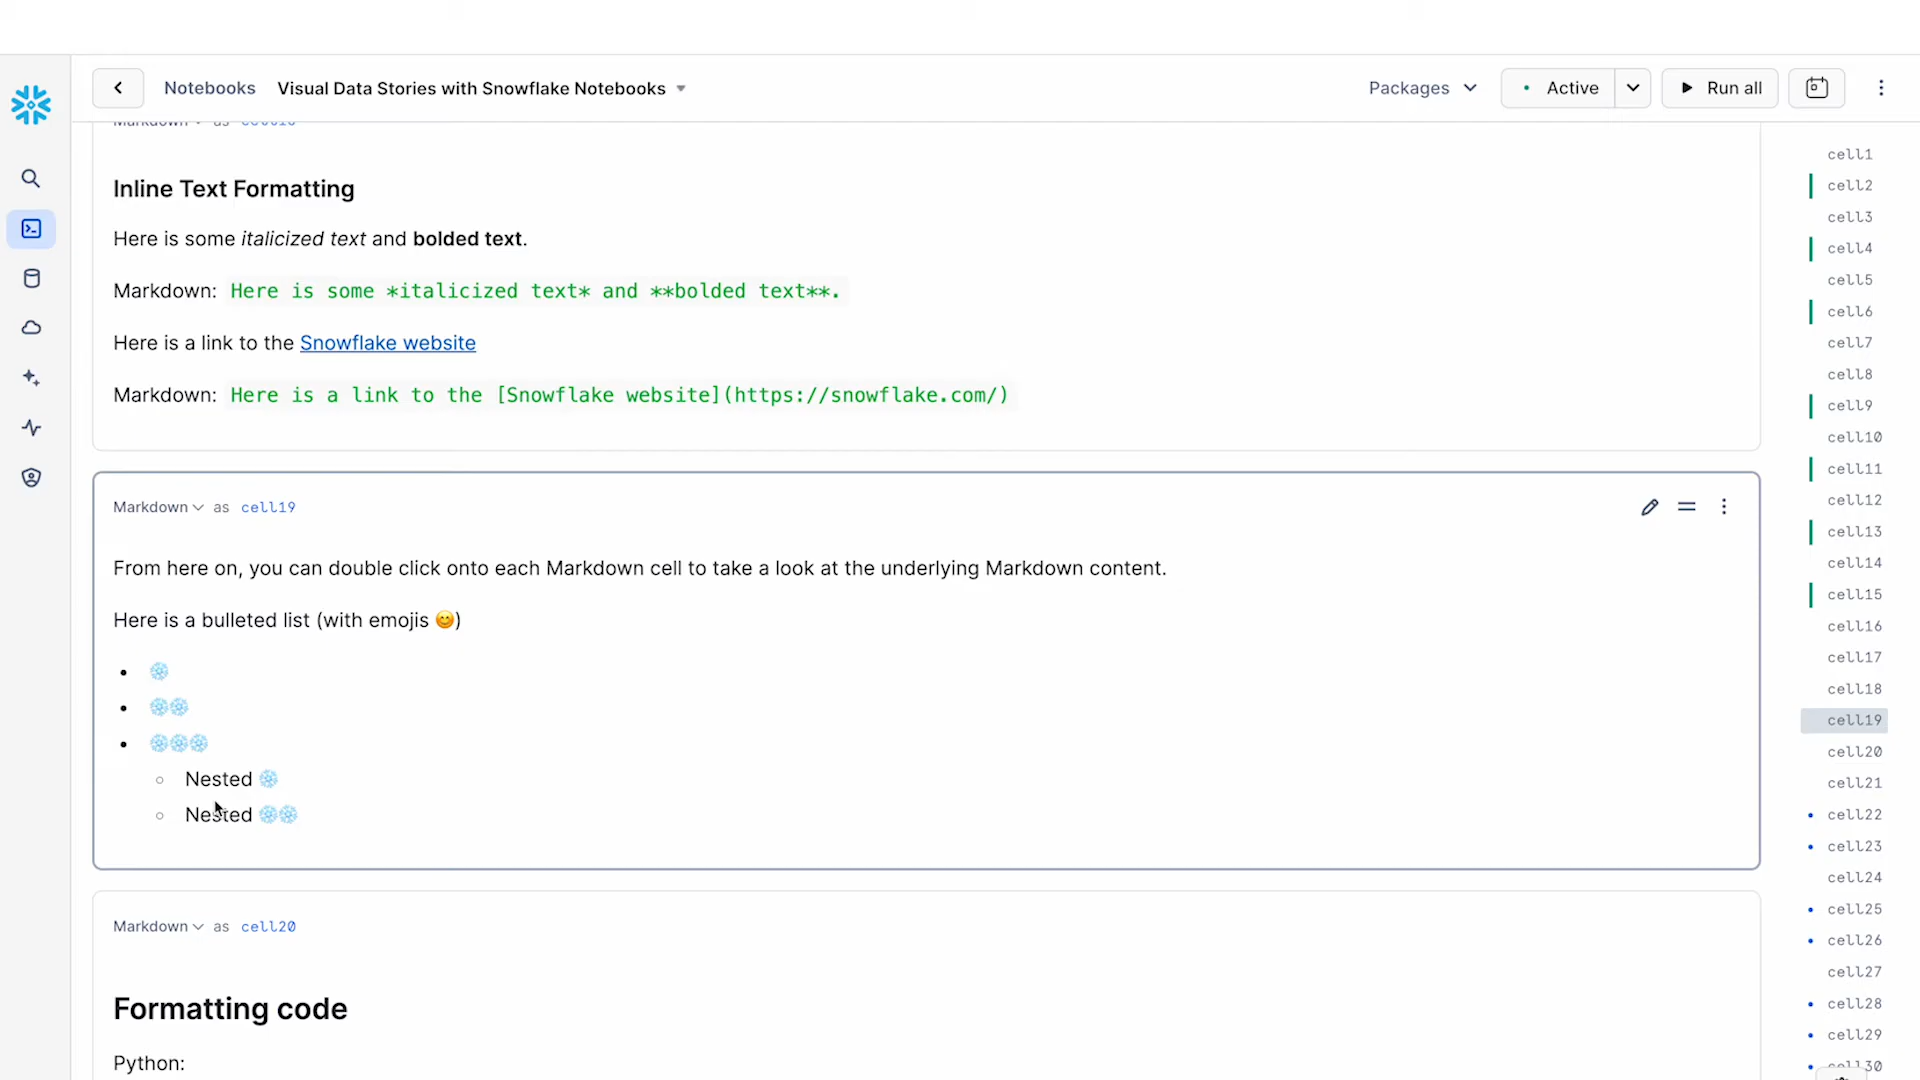 Notebooks Visual Data Stories with Snowflake Notebooks
Packages Active Run all
Markdown as
Inline Text Formatting
Here is some italicized text and bolded text.
Markdown: Here is some *italicized text* and **bolded text**.
Here is a link to the Snowflake website
Markdown: Here is a link to the [Snowflake website](https://snowflake.com/)
Markdown as cell19
From here on, you can double click onto each Markdown cell to take a look at the underlying Markdown content.
Here is a bulleted list (with emojis 😊)
• ❄️
• ❄️❄️
• ❄️❄️❄️
○ Nested ❄️
○ Nested ❄️❄️
Markdown as cell20
Formatting code
Python:
cell1
cell2
cell3
cell4
cell5
cell6
cell7
cell8
cell9
cell10
cell11
cell12
cell13
cell14
cell15
cell16
cell17
cell18
cell19
cell20
cell21
cell22
cell23
cell24
cell25
cell26
cell27
cell28
cell29
cell30